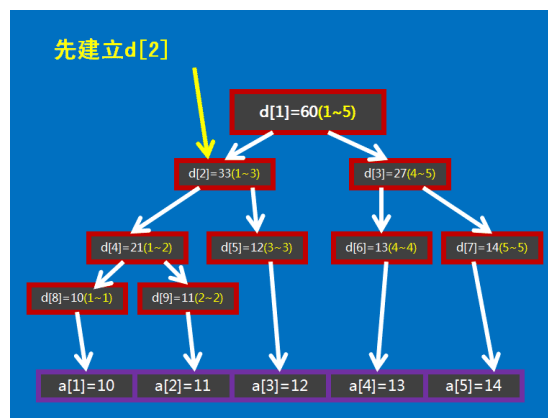 先建立d[2]
d[1]=60(1~5)
d[2]=33(1~3)
d[3]=27(4~5)
d[4]=21(1~2)
d[5]=12(3~3)
d[6]=13(4~4)
d[7]=14(5~5)
d[8]=10(1~1)
d[9]=11(2~2)
a[1]=10
a[2]=11
a[3]=12
a[4]=13
a[5]=14